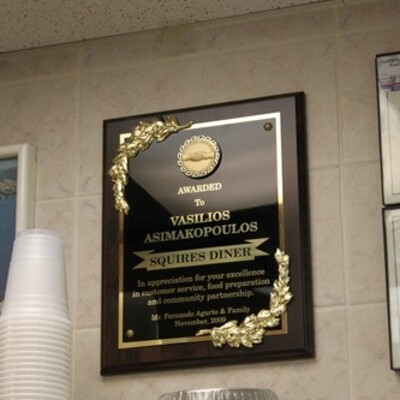 AWARDED
To
VASILIOS
ASIMAKOPOULOS
SQUIRES DINER
In appreciation for your excellence
in customer service, food preparation
and community partnership.
Mr. Fernando Agurto & Family
November, 2009